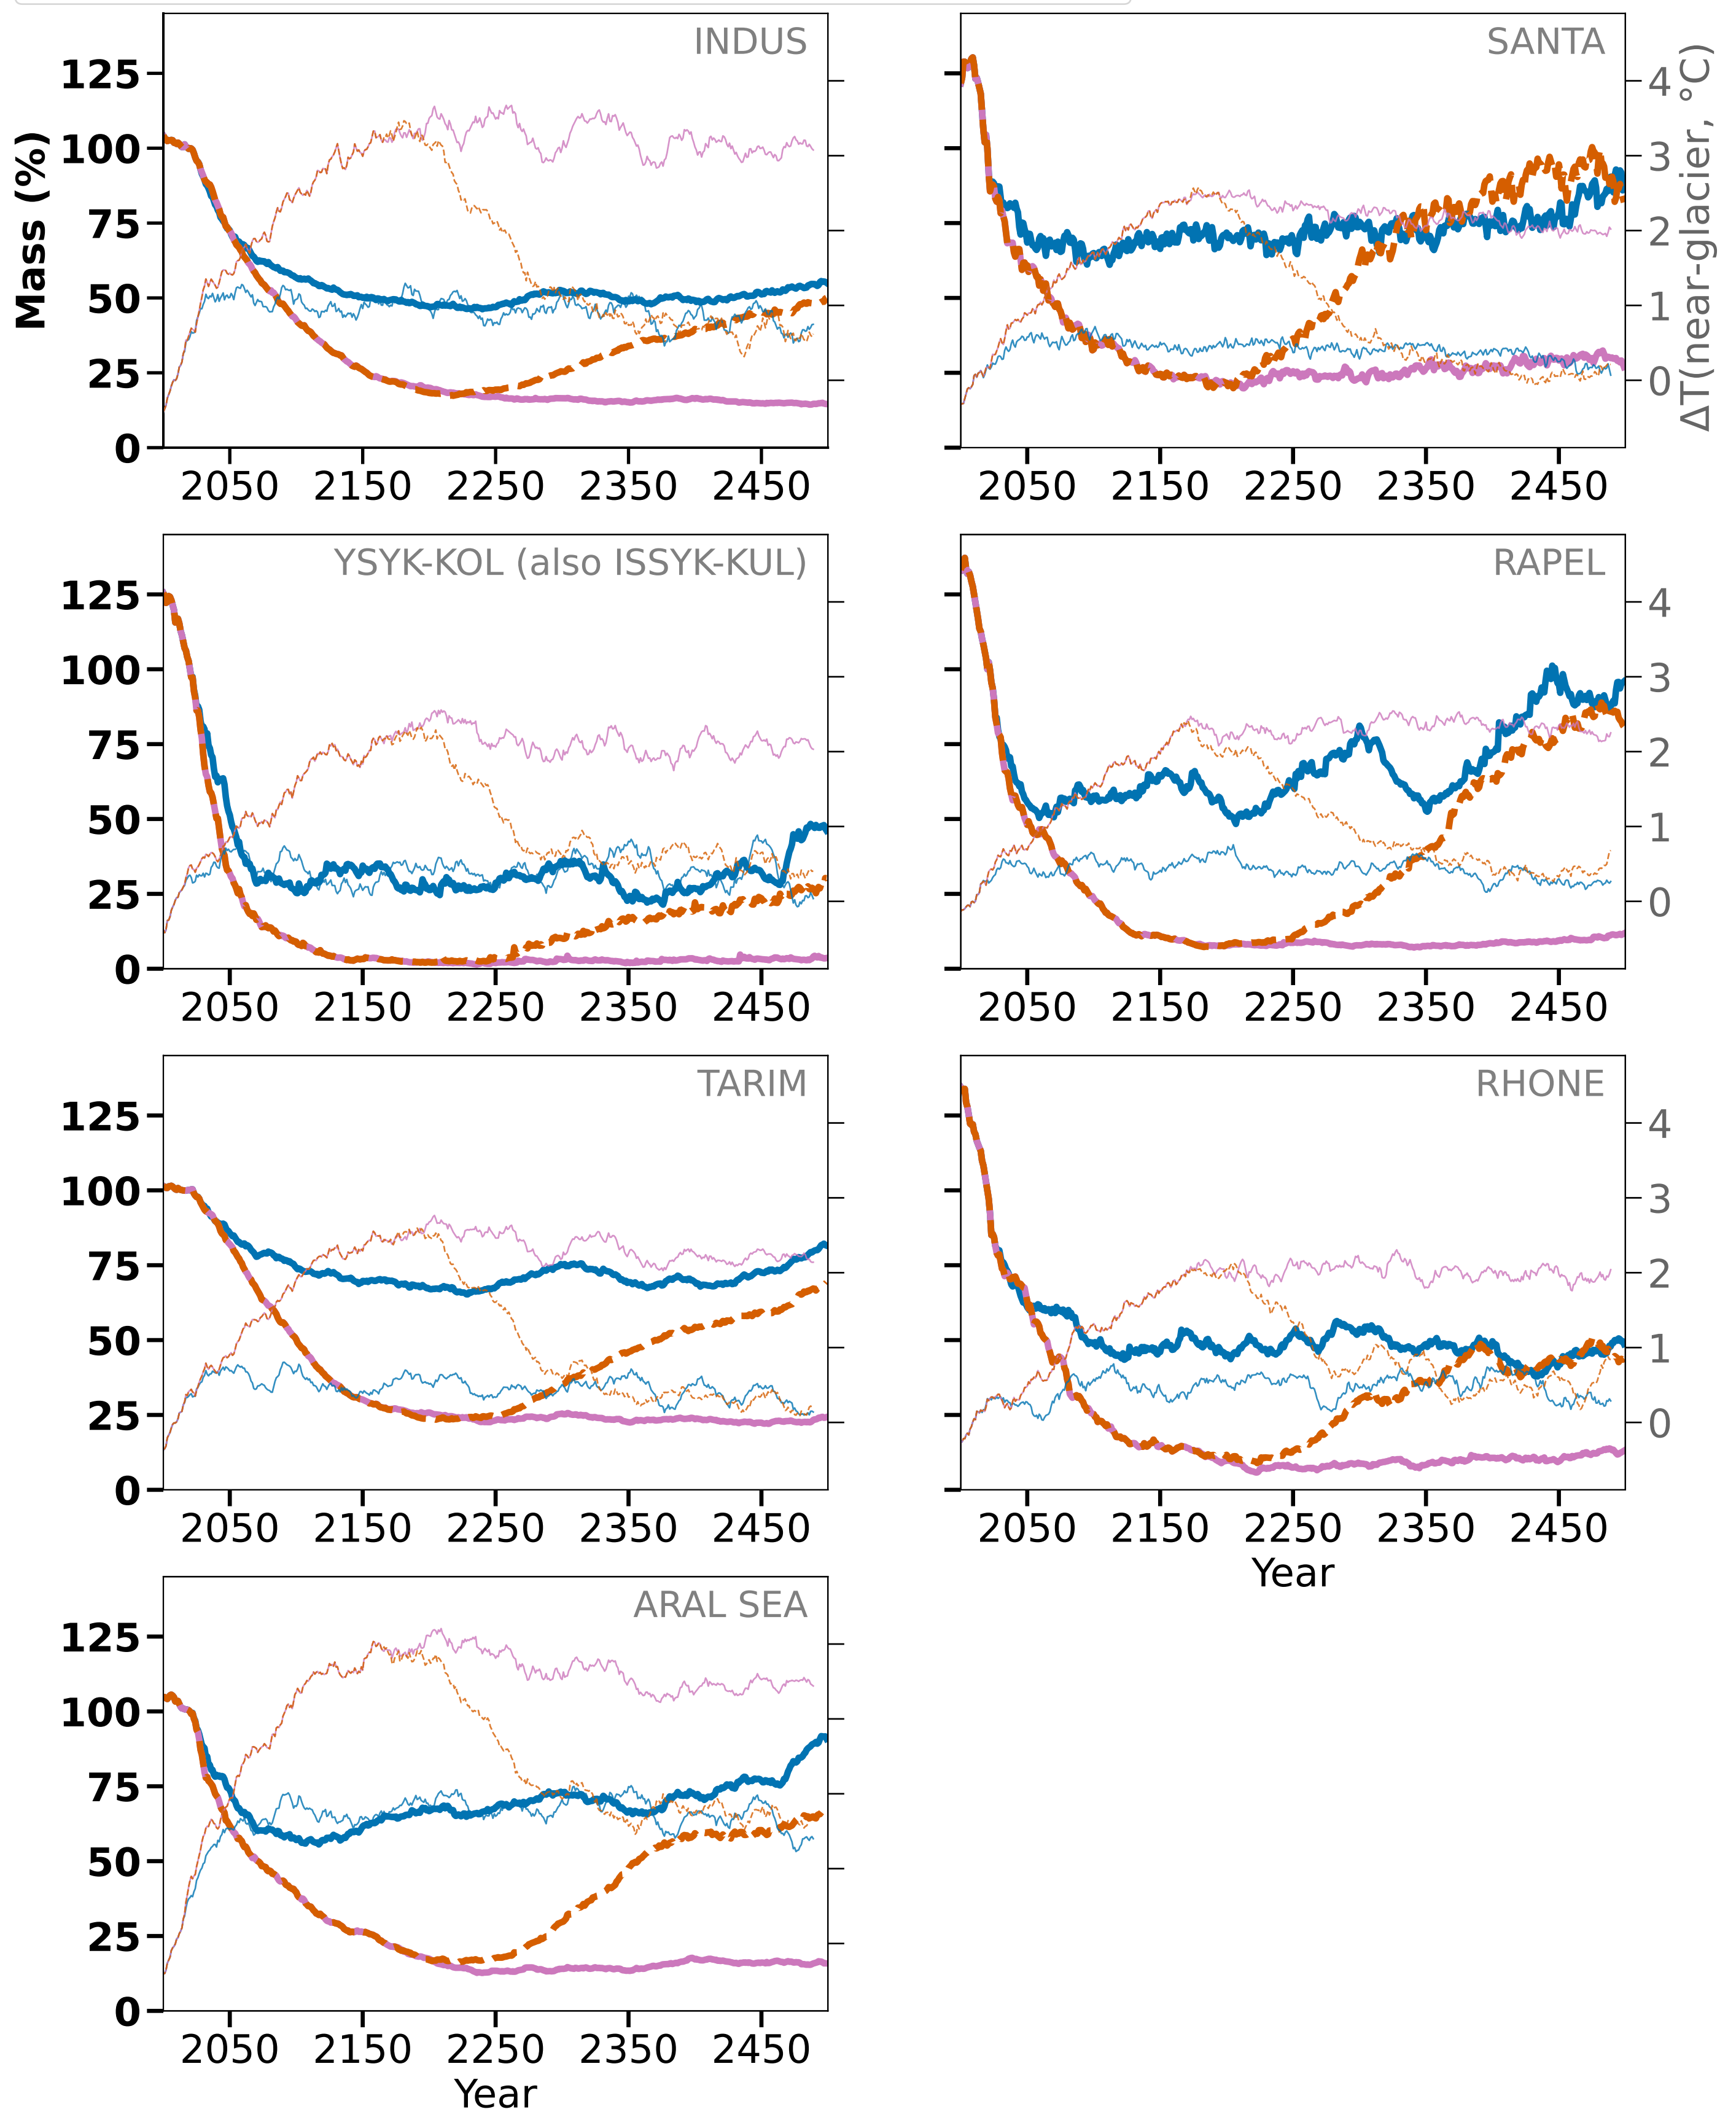 INDUS
Mass (%)
125
100
75
50
25
0
2050 2150 2250 2350 2450
SANTA
4
3
2
1
0
ΔT(near-glacier, °C)
2050 2150 2250 2350 2450
YSYK-KOL (also ISSYK-KUL)
125
100
75
50
25
0
2050 2150 2250 2350 2450
RAPEL
4
3
2
1
0
2050 2150 2250 2350 2450
TARIM
125
100
75
50
25
0
2050 2150 2250 2350 2450
RHONE
4
3
2
1
0
2050 2150 2250 2350 2450
Year
ARAL SEA
125
100
75
50
25
0
2050 2150 2250 2350 2450
Year